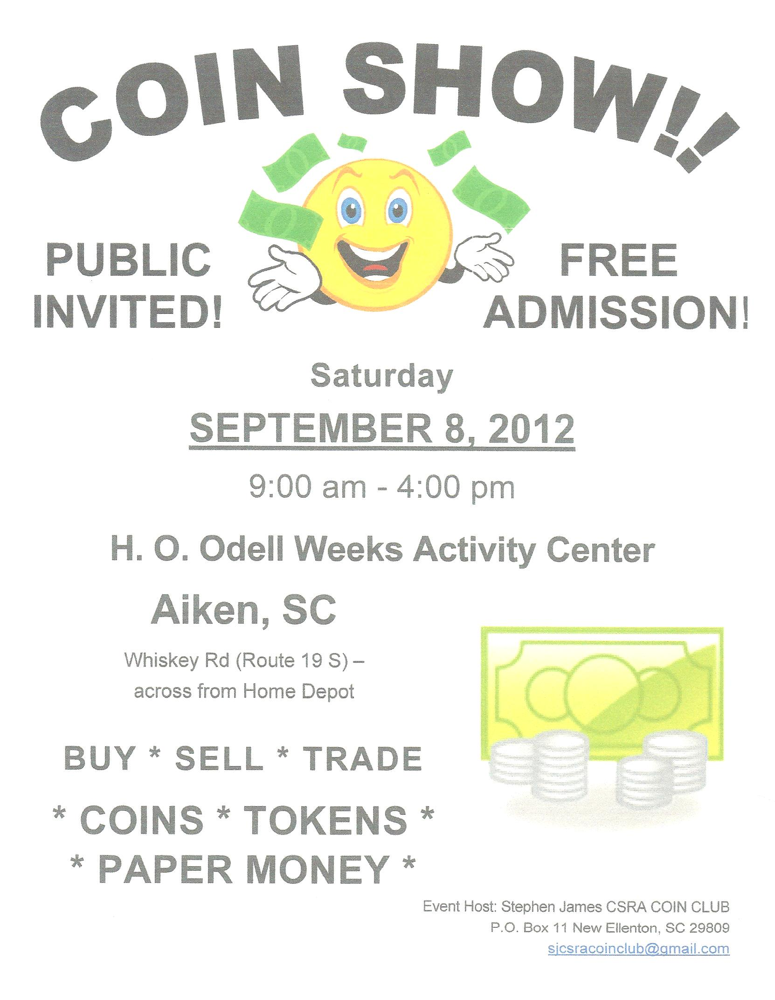 COIN SHOW!!
PUBLIC
INVITED!
FREE
ADMISSION!
Saturday
SEPTEMBER 8, 2012
9:00 am - 4:00 pm
H. O. Odell Weeks Activity Center
Aiken, SC
Whiskey Rd (Route 19 S) –
across from Home Depot
BUY * SELL * TRADE
* COINS * TOKENS *
* PAPER MONEY *
Event Host: Stephen James CSRA COIN CLUB
P.O. Box 11 New Ellenton, SC 29809
sjcsracoinclub@gmail.com